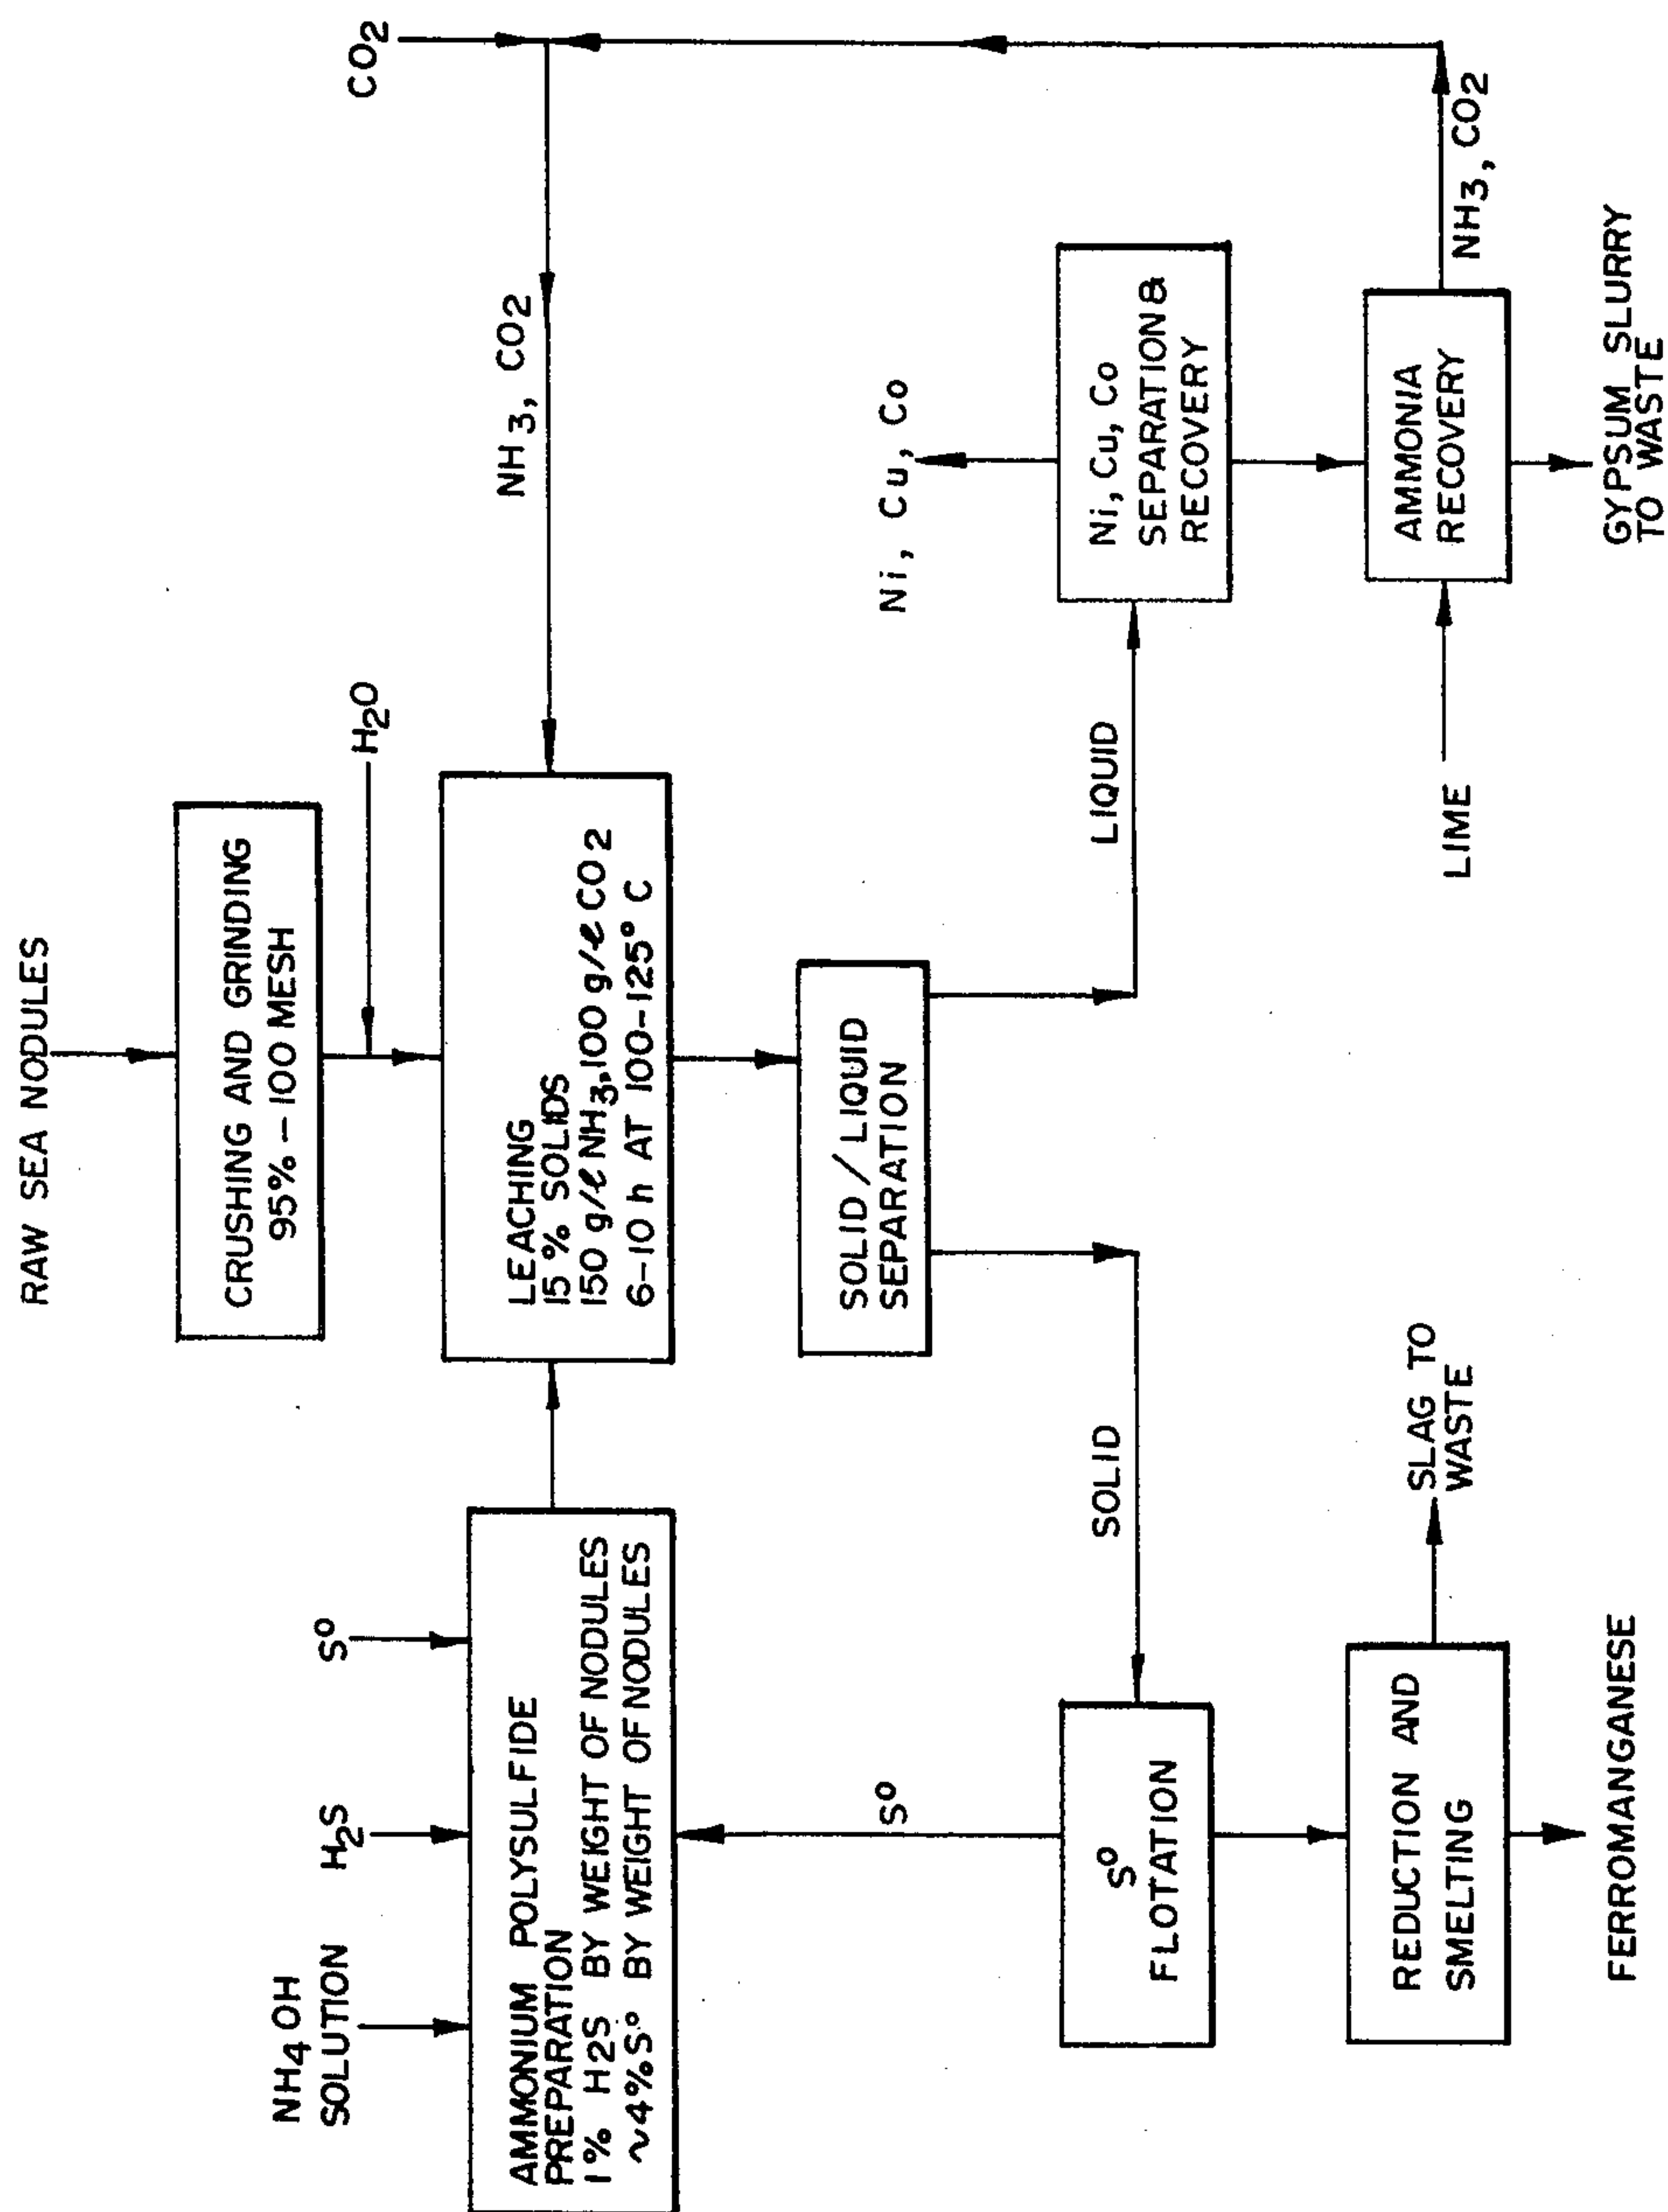 RAW SEA NODULES
CRUSHING AND GRINDING
95% – 100 MESH
H2O
CO2
NH4OH
SOLUTION
H2S
S°
AMMONIUM POLYSULFIDE
PREPARATION
1% H2S BY WEIGHT OF NODULES
~4% S° BY WEIGHT OF NODULES
LEACHING
15% SOLIDS
150 g/ℓ NH3, 100 g/ℓ CO2
6-10 h AT 100-125° C
NH3, CO2
SOLID / LIQUID
SEPARATION
SOLID
LIQUID
S°
S°
FLOTATION
Ni, Cu, Co
Ni, Cu, Co
SEPARATION &
RECOVERY
REDUCTION AND
SMELTING
SLAG TO
WASTE
LIME
AMMONIA
RECOVERY
NH3, CO2
FERROMANGANESE
GYPSUM SLURRY
TO WASTE